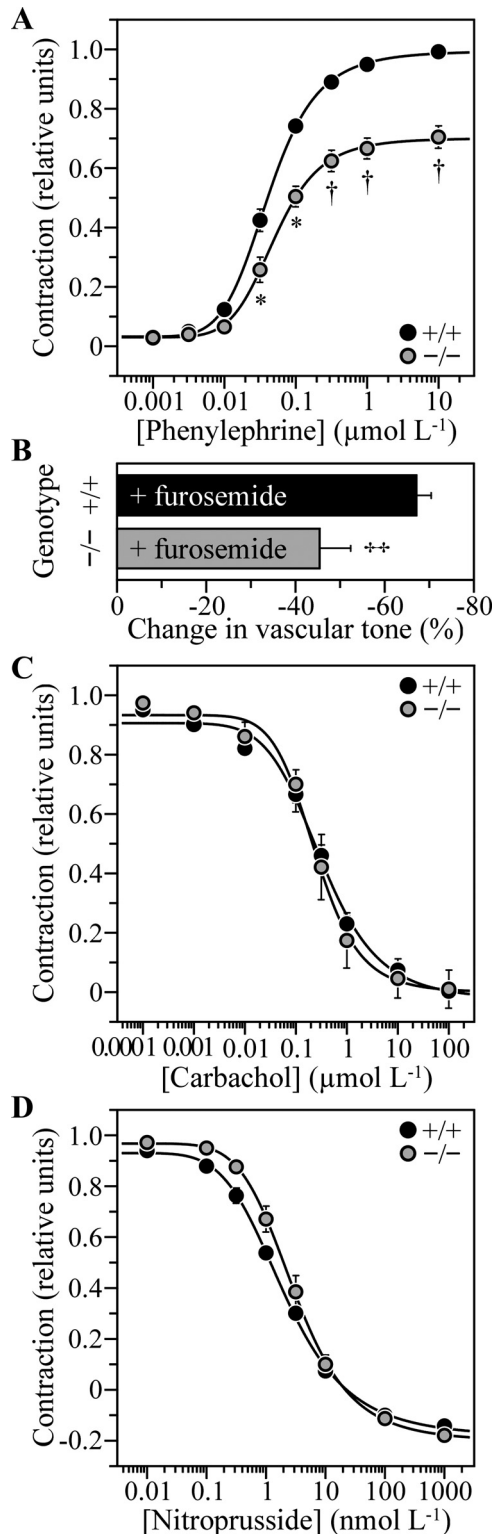 A
1.0
0.8
0.6
0.4
0.2
0
Contraction (relative units)
* * † † †
+/+
−/−
0.001 0.01 0.1 1 10
[Phenylephrine] (µmol L-1)
B
Genotype
+/+
−/−
+ furosemide
+ furosemide
‡
0 -20 -40 -60 -80
Change in vascular tone (%)
C
+/+
−/−
1.0
0.8
0.6
0.4
0.2
0
Contraction (relative units)
0.0001 0.001 0.01 0.1 1 10 100
[Carbachol] (µmol L-1)
D
+/+
−/−
1.0
0.8
0.6
0.4
0.2
0
-0.2
Contraction (relative units)
0.01 0.1 1 10 100 1000
[Nitroprusside] (nmol L-1)